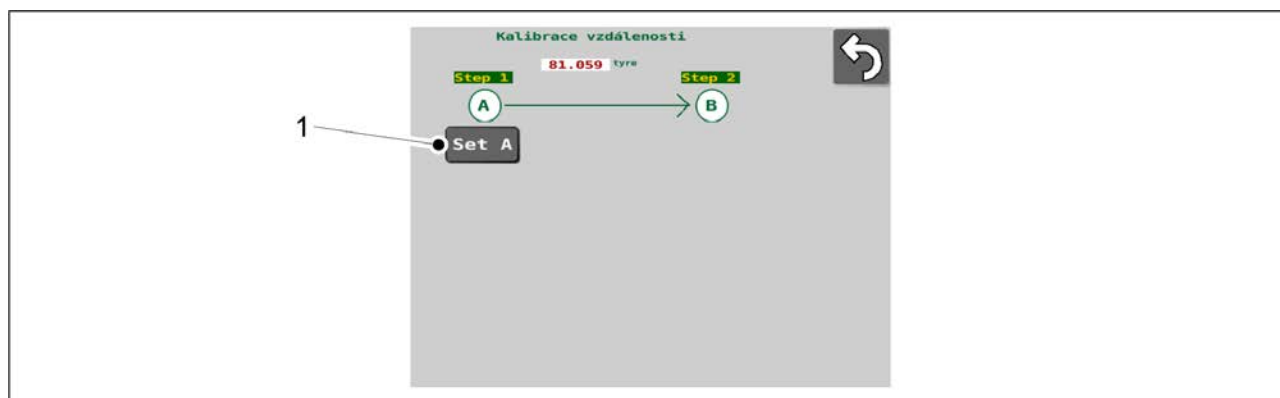 Kalibrace vzdálenosti
81.059 tyre
Step 1 Step 2
A B
1
Set A